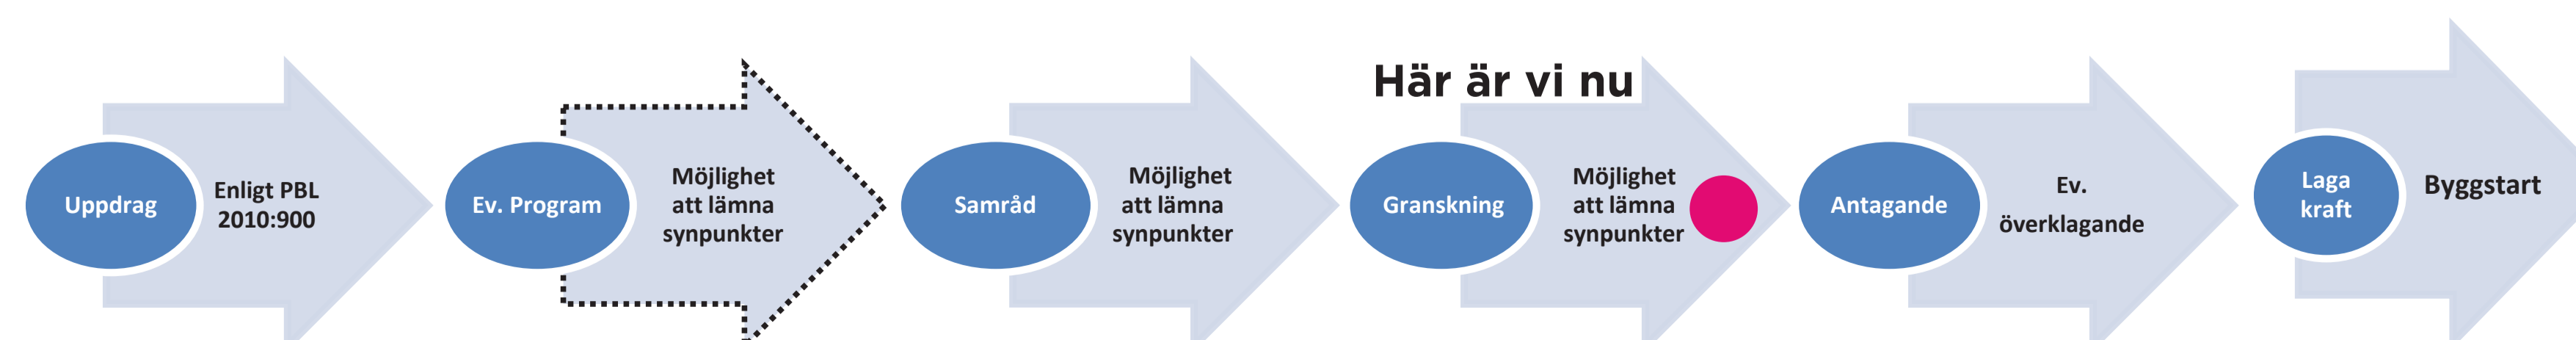 Här är vi nu
Uppdrag
Enligt PBL
2010:900
Ev. Program
Möjlighet
att lämna
synpunkter
Samråd
Möjlighet
att lämna
synpunkter
Granskning
Möjlighet
att lämna
synpunkter
Antagande
Ev.
överklagande
Laga
kraft
Byggstart